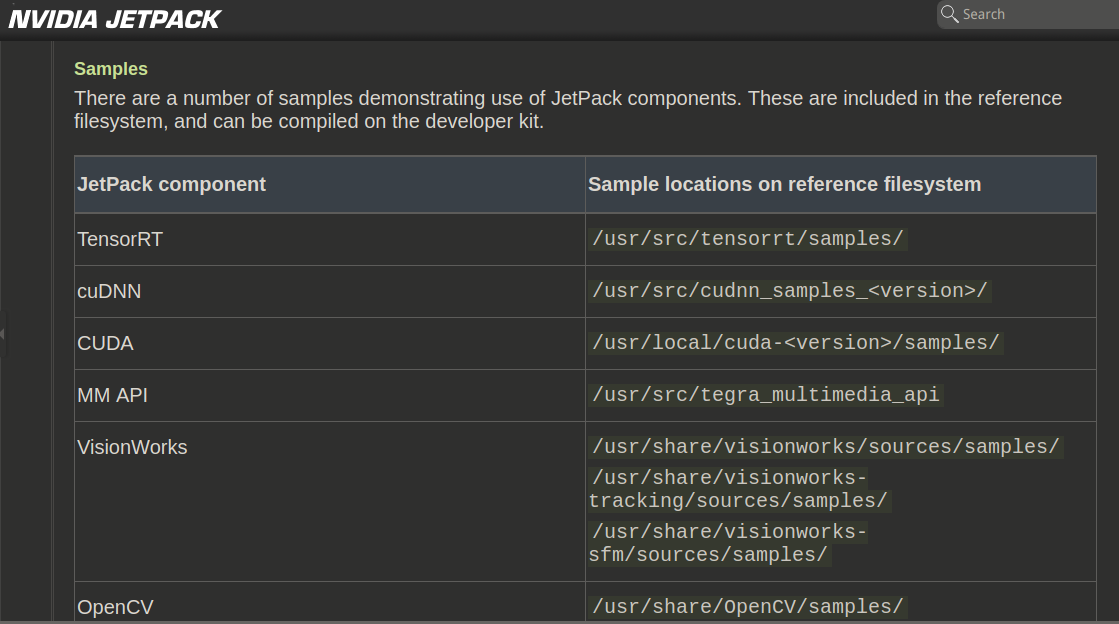 NVIDIA JETPACK
Search
Samples
There are a number of samples demonstrating use of JetPack components. These are included in the reference
filesystem, and can be compiled on the developer kit.
JetPack component
Sample locations on reference filesystem
TensorRT
/usr/src/tensorrt/samples/
cuDNN
/usr/src/cudnn_samples_<version>/
CUDA
/usr/local/cuda-<version>/samples/
MM API
/usr/src/tegra_multimedia_api
VisionWorks
/usr/share/visionworks/sources/samples/
/usr/share/visionworks-
tracking/sources/samples/
/usr/share/visionworks-
sfm/sources/samples/
OpenCV
/usr/share/OpenCV/samples/